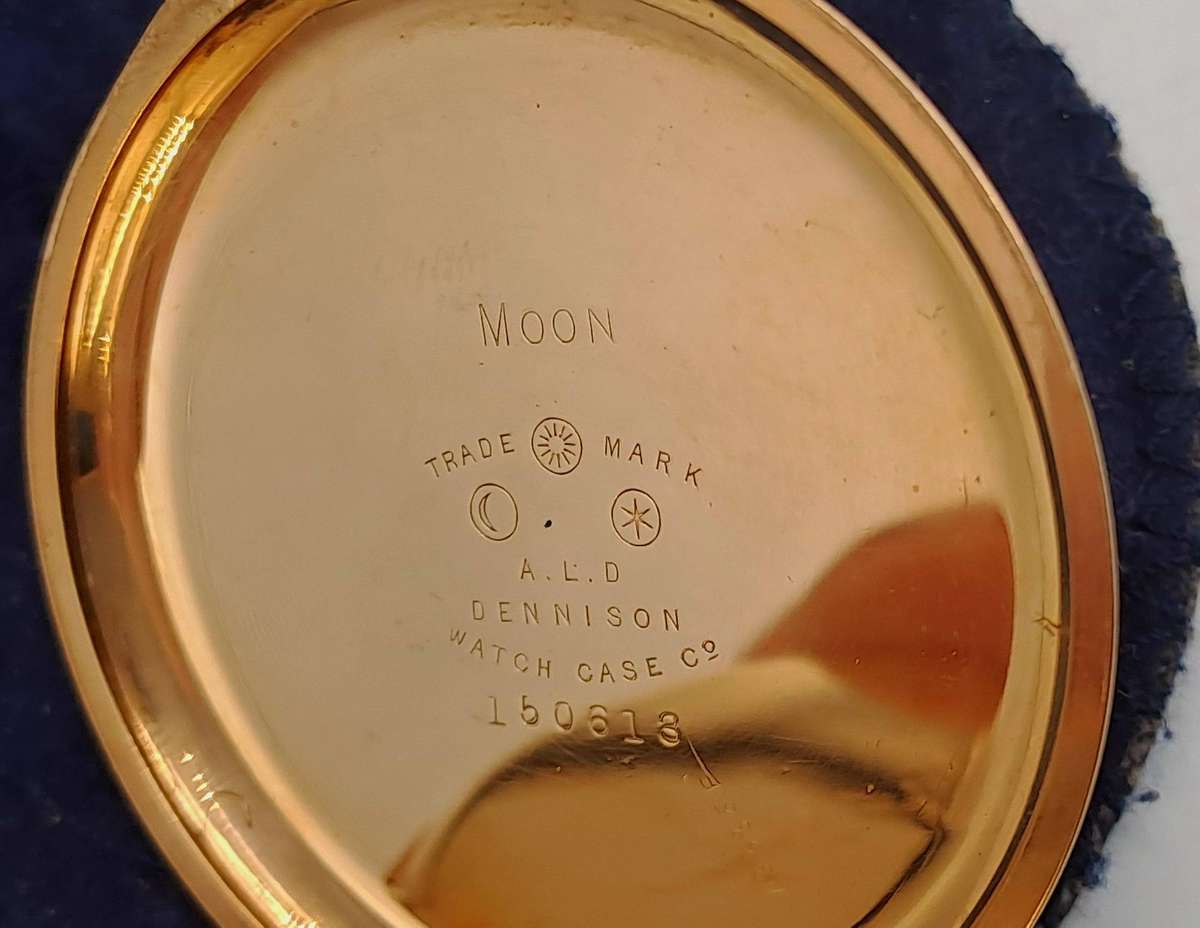 MOON
TRADE MARK
A.L.D
DENNISON
WATCH CASE Co
150613